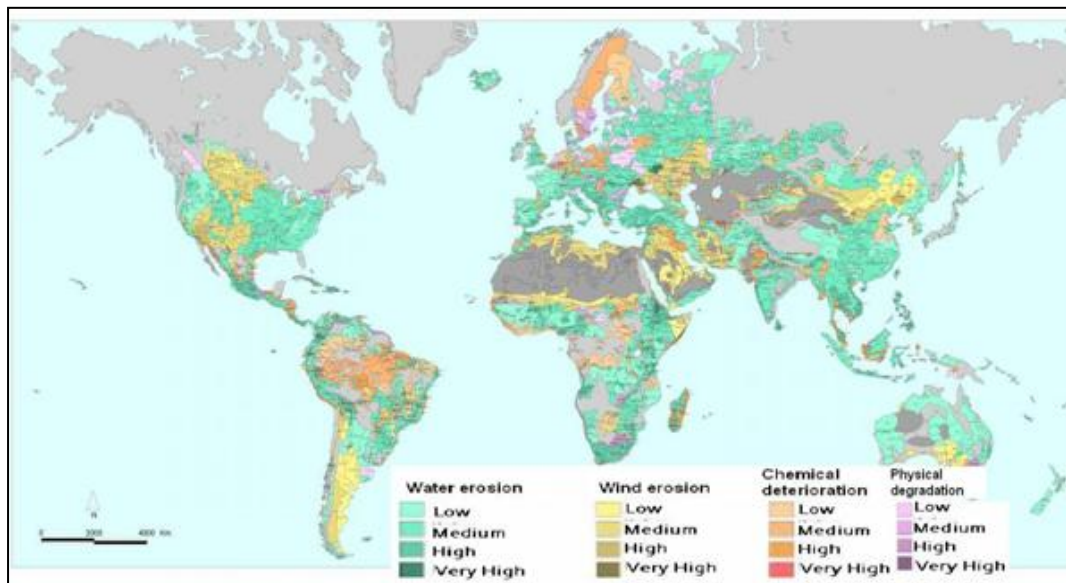 Water erosion
Low
Medium
High
Very High
Wind erosion
Low
Medium
High
Very High
Chemical
deterioration
Low
Medium
High
Very High
Physical
degradation
Low
Medium
High
Very High
N
0 2000 4000 Km